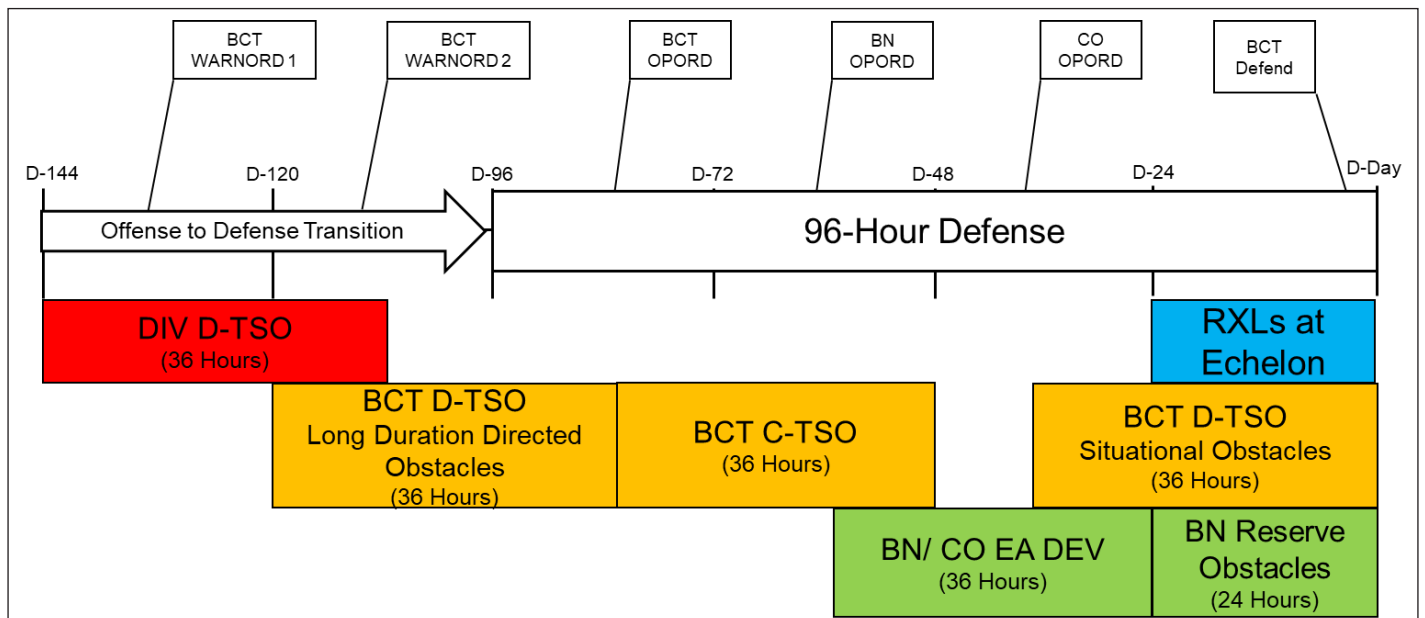 BCT
WARNORD 1
BCT
WARNORD 2
BCT
OPORD
BN
OPORD
CO
OPORD
BCT
Defend
D-144
D-120
D-96
D-72
D-48
D-24
D-Day
Offense to Defense Transition
96-Hour Defense
DIV D-TSO
(36 Hours)
RXLs at
Echelon
BCT D-TSO
Long Duration Directed
Obstacles
(36 Hours)
BCT C-TSO
(36 Hours)
BCT D-TSO
Situational Obstacles
(36 Hours)
BN/ CO EA DEV
(36 Hours)
BN Reserve
Obstacles
(24 Hours)